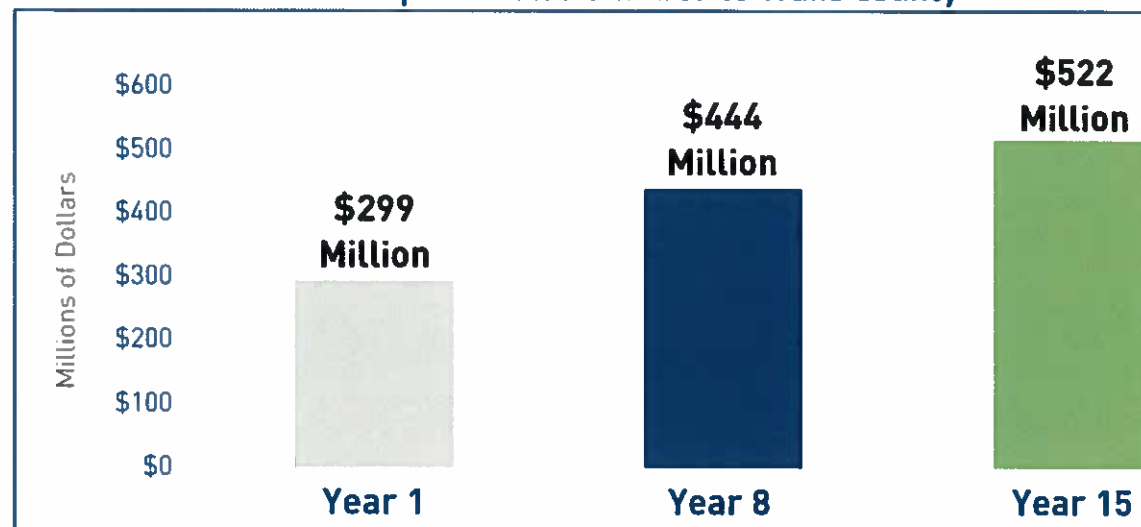 County
$600
$500
$400
$300
$200
$100
$0
Millions of Dollars
$299
Million
$444
Million
$522
Million
Year 1
Year 8
Year 15